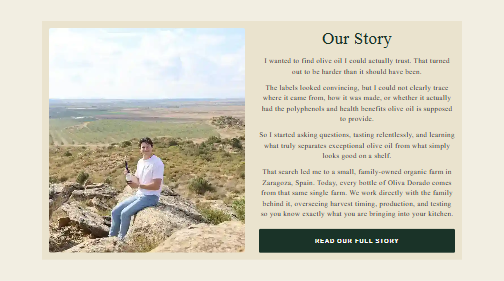 Our Story
I wanted to find olive oil I could actually trust. That turned
out to be harder than it should have been.
The labels looked convincing, but I could not clearly trace
where it came from, how it was made, or whether it actually
had the polyphenols and health benefits olive oil is supposed
to provide.
So I started asking questions, tasting relentlessly, and learning
what truly separates exceptional olive oil from what simply
looks good on a shelf.
That search led me to a small, family-owned organic farm in
Zaragoza, Spain. Today, every bottle of Oliva Dorado comes
from that same single farm. We work directly with the family
behind it, overseeing harvest timing, production, and testing
so you know exactly what you are bringing into your kitchen.
READ OUR FULL STORY